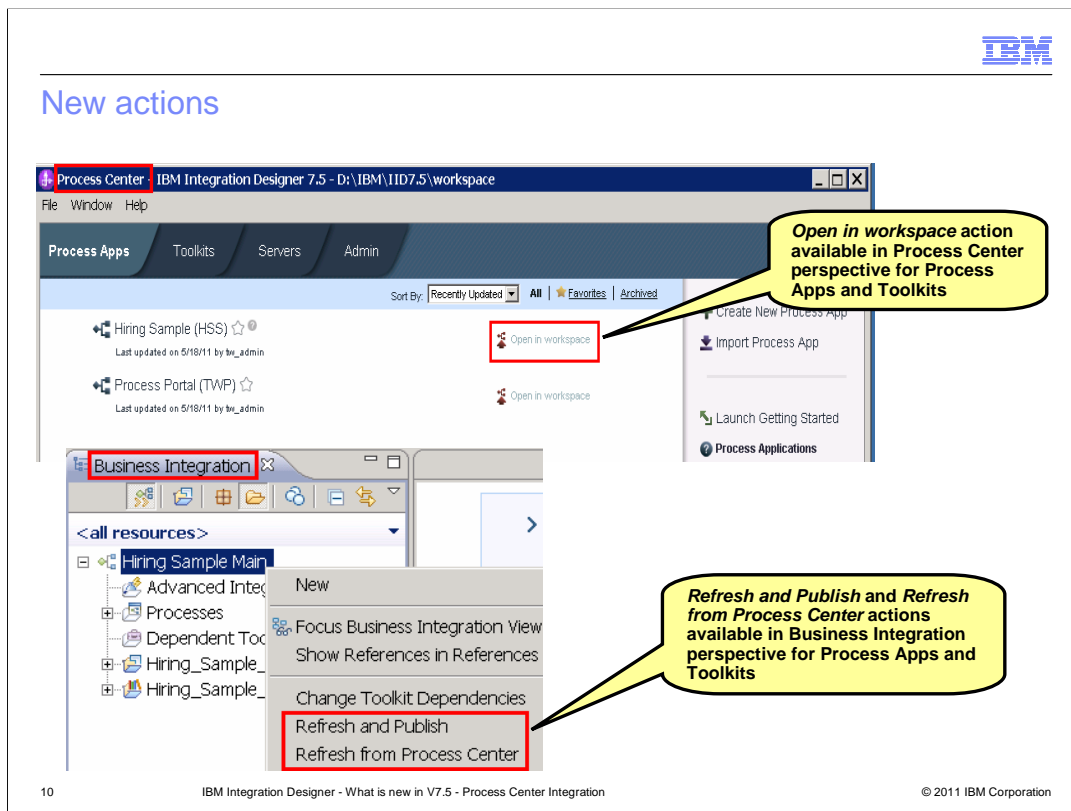 IBM
New actions
Process Center - IBM Integration Designer 7.5 - D:\IBM\IID7.5\workspace
File Window Help
Process Apps Toolkits Servers Admin
Sort By: Recently Updated All | Favorites | Archived
Hiring Sample (HSS)
Last updated on 5/18/11 by tw_admin
Open in workspace
Process Portal (TWP)
Last updated on 5/18/11 by tw_admin
Open in workspace
Create New Process App
Import Process App
Launch Getting Started
Process Applications
Open in workspace action
available in Process Center
perspective for Process
Apps and Toolkits
Business Integration
<all resources>
Hiring Sample Main
Advanced Integ
Processes
Dependent Too
Hiring_Sample_
Hiring_Sample_
New
Focus Business Integration View
Show References in References
Change Toolkit Dependencies
Refresh and Publish
Refresh from Process Center
Refresh and Publish and Refresh
from Process Center actions
available in Business Integration
perspective for Process Apps and
Toolkits
10 IBM Integration Designer - What is new in V7.5 - Process Center Integration © 2011 IBM Corporation